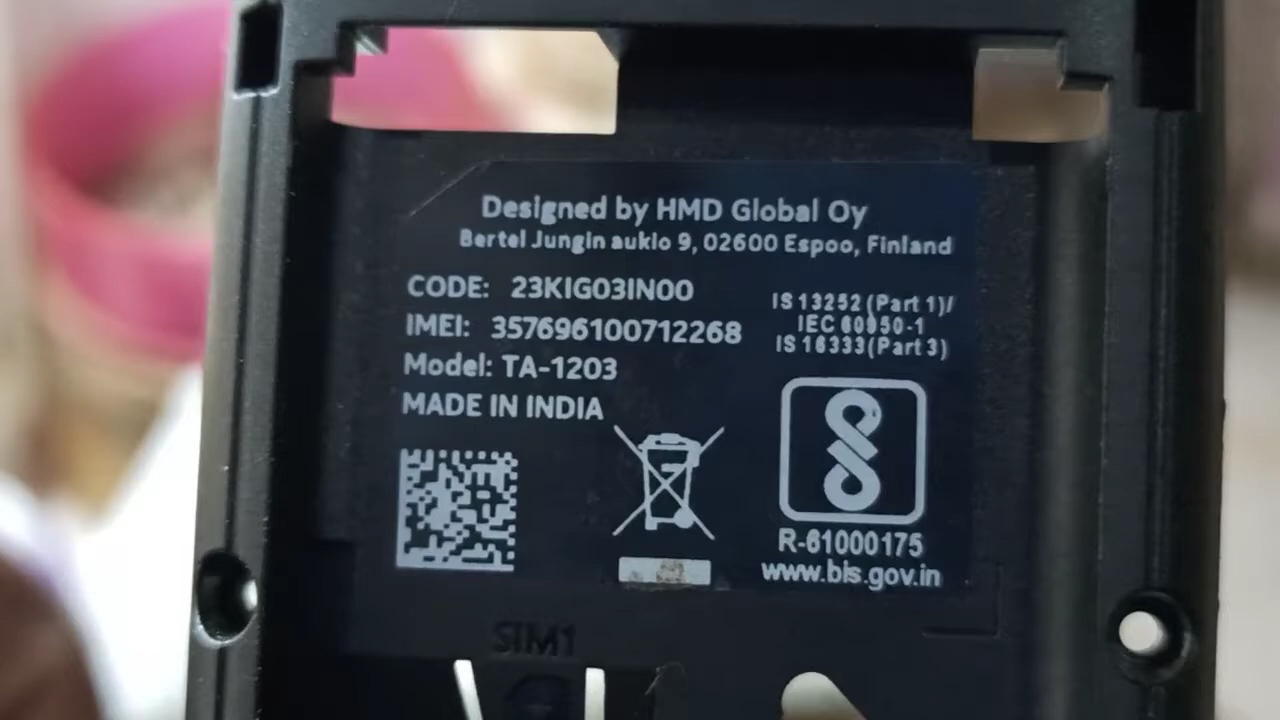 Designed by HMD Global Oy
Bertel Jungin aukio 9, 02600 Espoo, Finland
CODE: 23KIG03IN00
IMEI: 357696100712268
Model: TA-1203
MADE IN INDIA
IS 13252 (Part 1)/
IEC 60950-1
IS 16333(Part 3)
R-61000175
www.bis.gov.in
SIM1